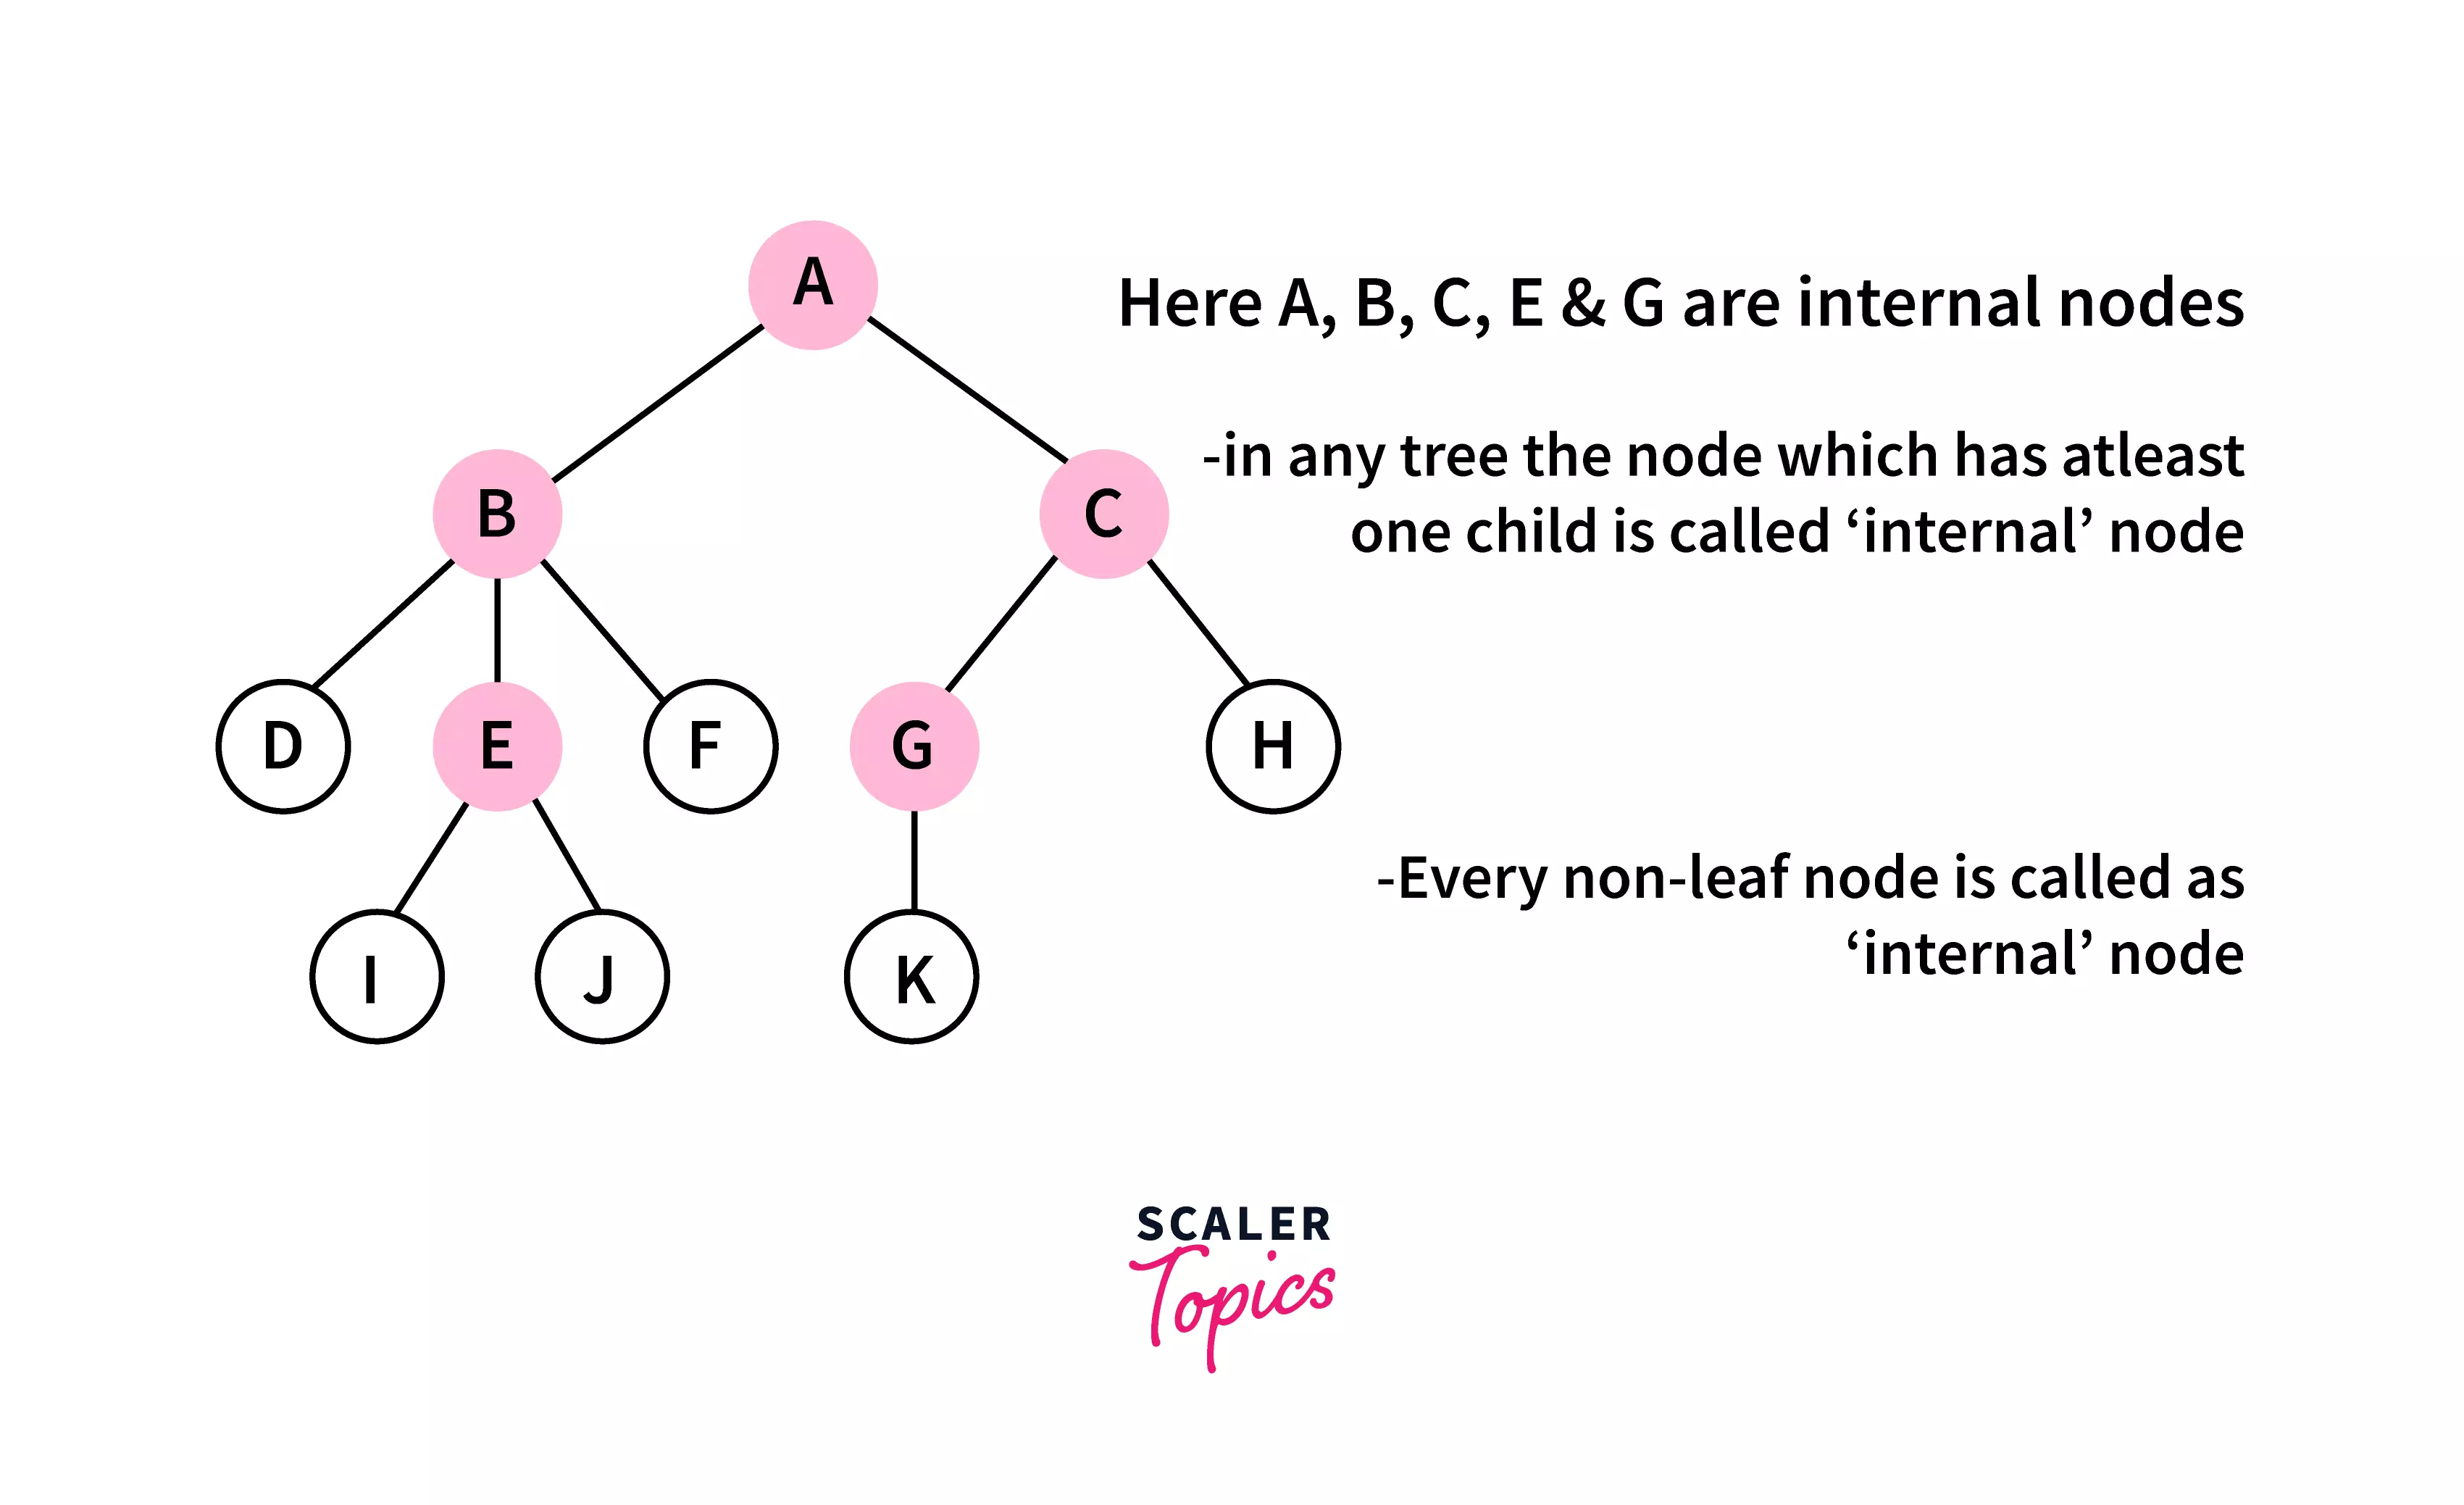 A
Here A, B, C, E & G are internal nodes
-in any tree the node which has atleast
one child is called ‘internal’ node
B
C
D
E
F
G
H
-Every non-leaf node is called as
‘internal’ node
I
J
K
SCALER
Topics